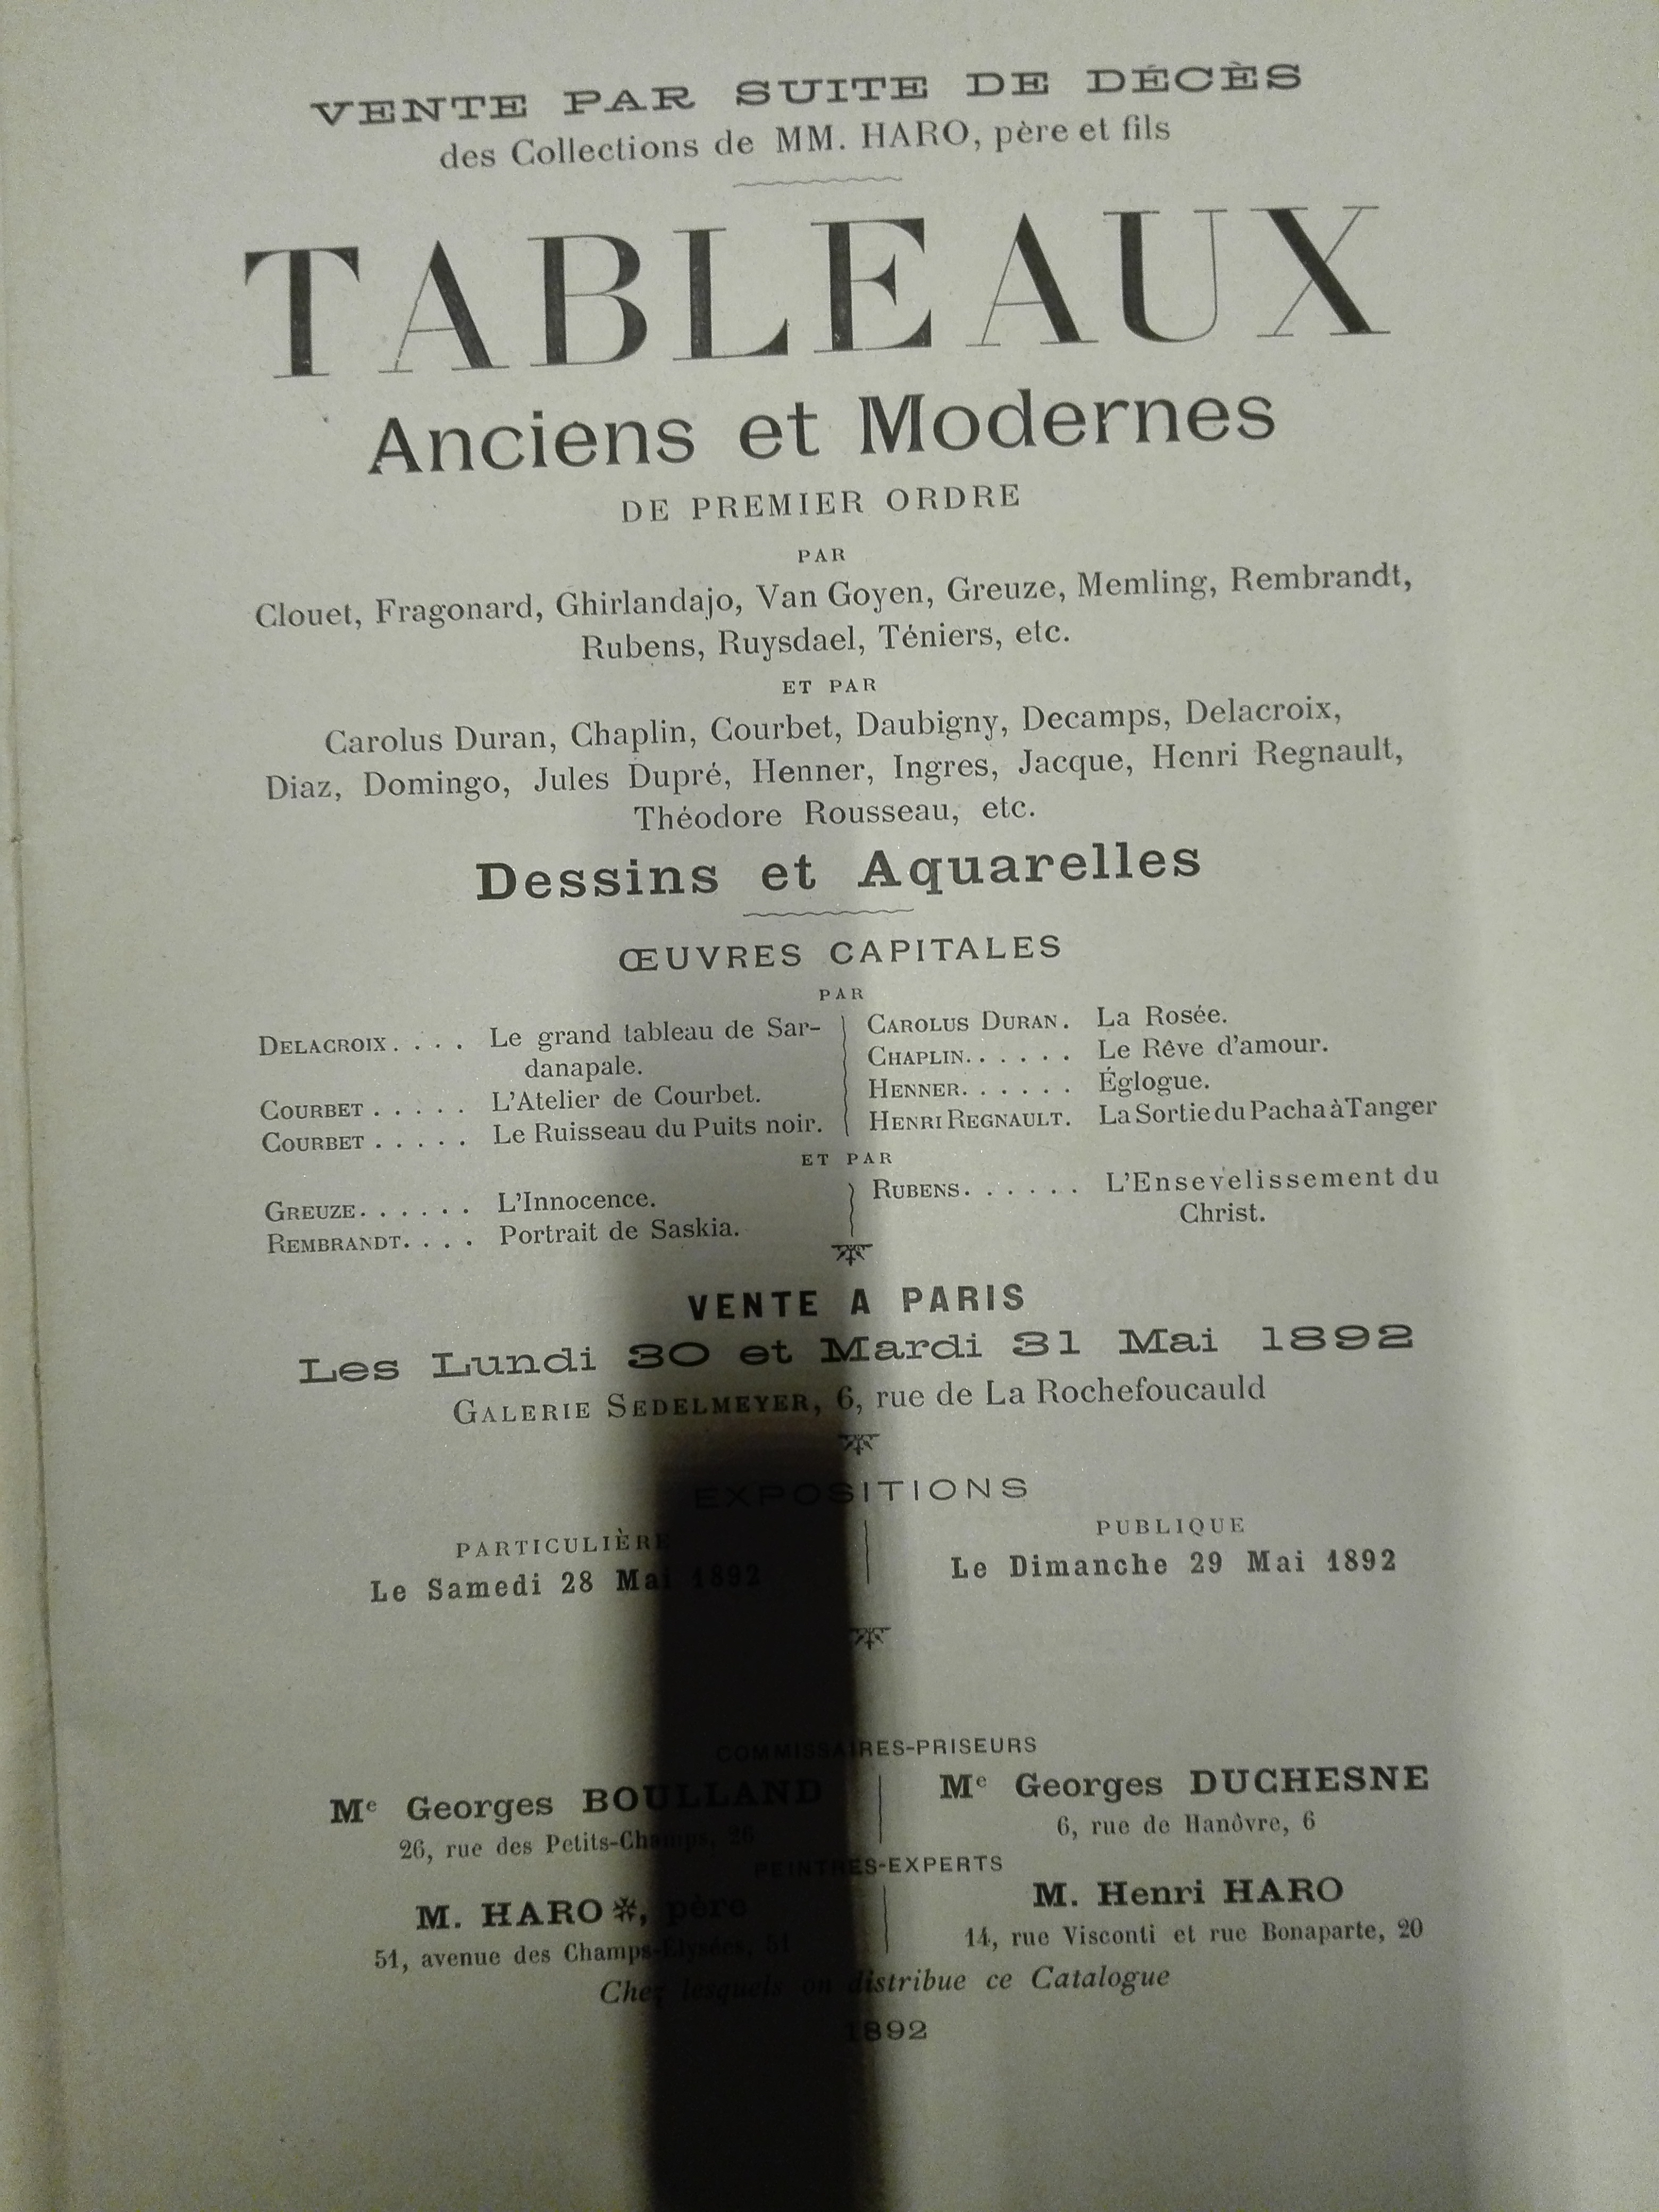 VENTE PAR SUITE DE DÉCÈS
des Collections de MM. HARO, père et fils
TABLEAUX
Anciens et Modernes
DE PREMIER ORDRE
PAR
Clouet, Fragonard, Ghirlandajo, Van Goyen, Greuze, Memling, Rembrandt,
Rubens, Ruysdael, Téniers, etc.
ET PAR
Carolus Duran, Chaplin, Courbet, Daubigny, Decamps, Delacroix,
Diaz, Domingo, Jules Dupré, Henner, Ingres, Jacque, Henri Regnault,
Théodore Rousseau, etc.
Dessins et Aquarelles
ŒUVRES CAPITALES
PAR
DELACROIX. . . . Le grand tableau de Sar-
danapale.
COURBET . . . . . L'Atelier de Courbet.
COURBET . . . . . Le Ruisseau du Puits noir.
CAROLUS DURAN. La Rosée.
CHAPLIN. . . . . . Le Rêve d'amour.
HENNER. . . . . . Églogue.
HENRI REGNAULT. La Sortie du Pacha à Tanger
ET PAR
GREUZE. . . . . . L'Innocence.
REMBRANDT. . . . Portrait de Saskia.
RUBENS. . . . . . L'Ensevelissement du
Christ.
VENTE A PARIS
Les Lundi 30 et Mardi 31 Mai 1892
GALERIE SEDELMEYER, 6, rue de La Rochefoucauld
EXPOSITIONS
PARTICULIÈRE
Le Samedi 28 Mai 1892
PUBLIQUE
Le Dimanche 29 Mai 1892
COMMISSAIRES-PRISEURS
Me Georges BOULLAND
26, rue des Petits-Champs, 26
Me Georges DUCHESNE
6, rue de Hanôvre, 6
PEINTRES-EXPERTS
M. HARO ※, père
51, avenue des Champs-Elysées, 51
M. Henri HARO
14, rue Visconti et rue Bonaparte, 20
Chez lesquels on distribue ce Catalogue
1892